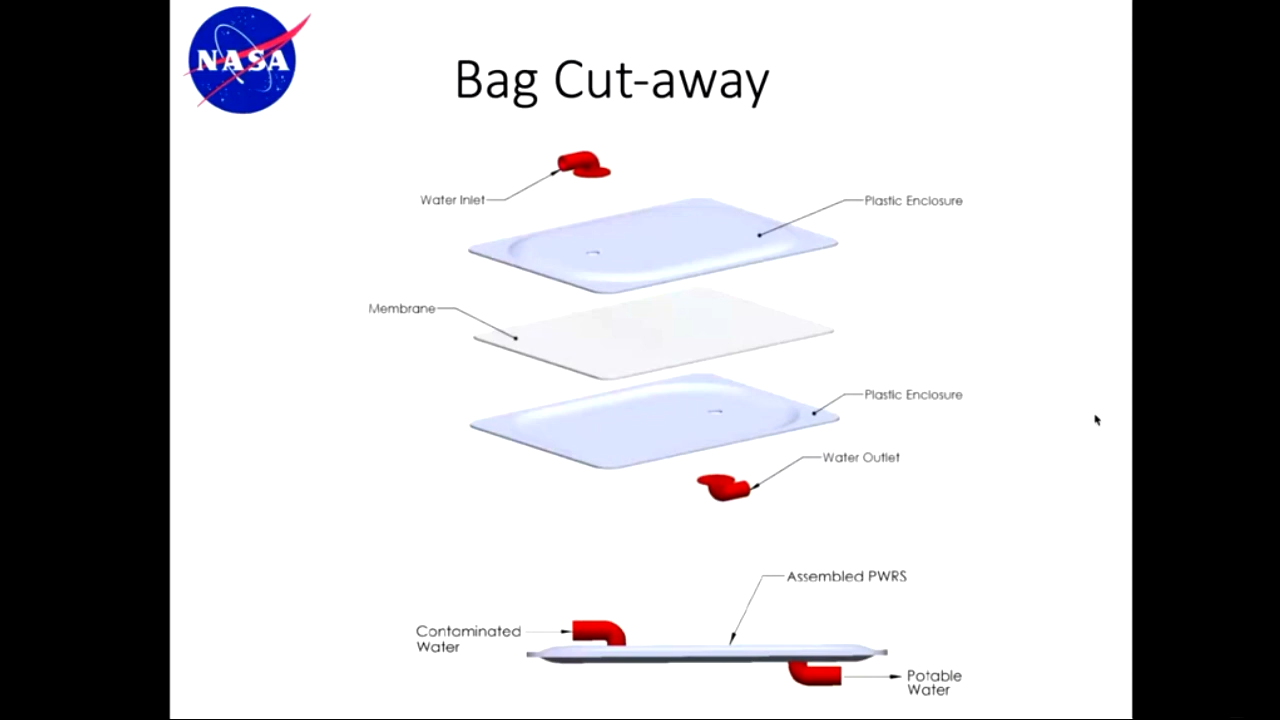 NASA
Bag Cut-away
Water Inlet
Plastic Enclosure
Membrane
Plastic Enclosure
Water Outlet
Assembled PWRS
Contaminated
Water
Potable
Water